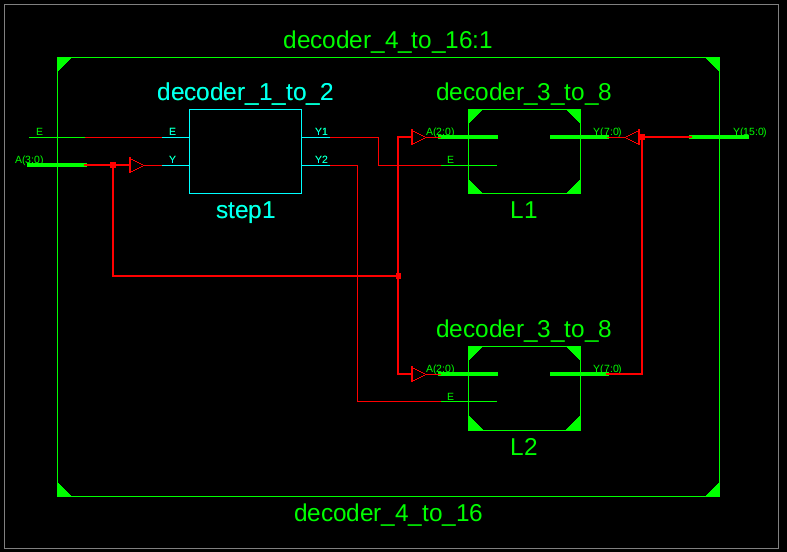 decoder_4_to_16:1
decoder_1_to_2
decoder_3_to_8
E
E
Y1
A(2:0)
Y(7:0)
Y(15:0)
A(3:0)
Y
Y2
E
step1
L1
decoder_3_to_8
A(2:0)
Y(7:0)
E
L2
decoder_4_to_16